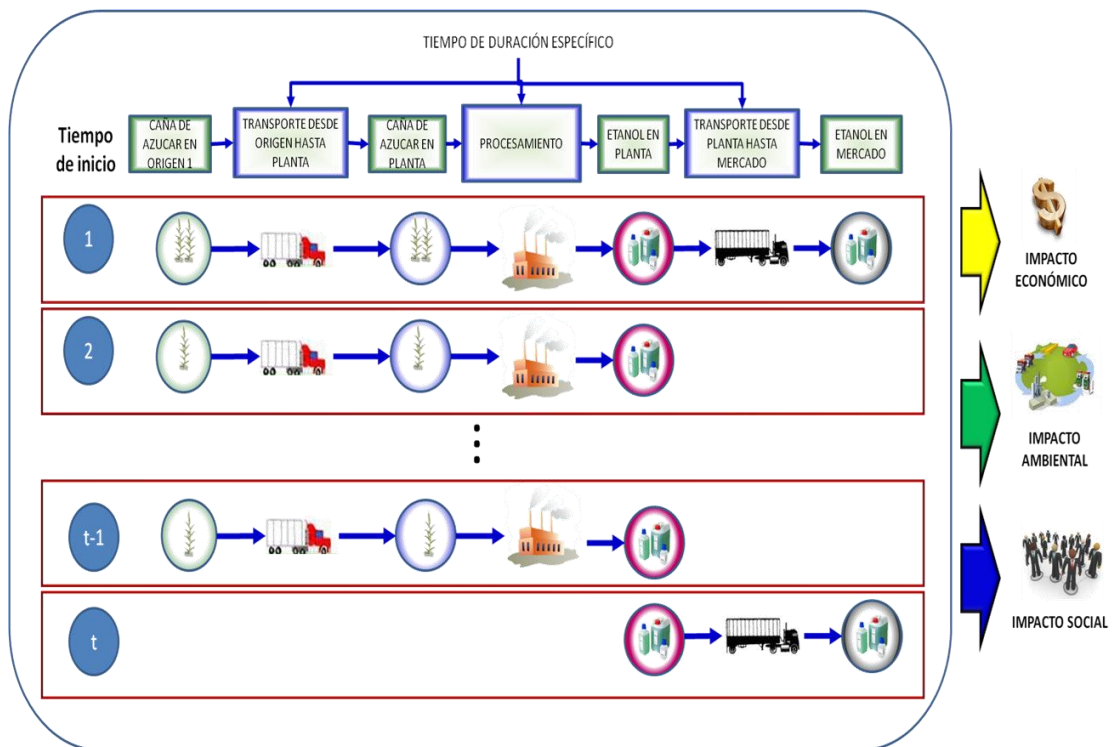 TIEMPO DE DURACIÓN ESPECÍFICO
Tiempo
de inicio
CAÑA DE
AZUCAR EN
ORIGEN 1
TRANSPORTE DESDE
ORIGEN HASTA
PLANTA
CAÑA DE
AZUCAR EN
PLANTA
PROCESAMIENTO
ETANOL EN
PLANTA
TRANSPORTE DESDE
PLANTA HASTA
MERCADO
ETANOL EN
MERCADO
1
2
t-1
t
$
IMPACTO
ECONÓMICO
IMPACTO
AMBIENTAL
IMPACTO SOCIAL